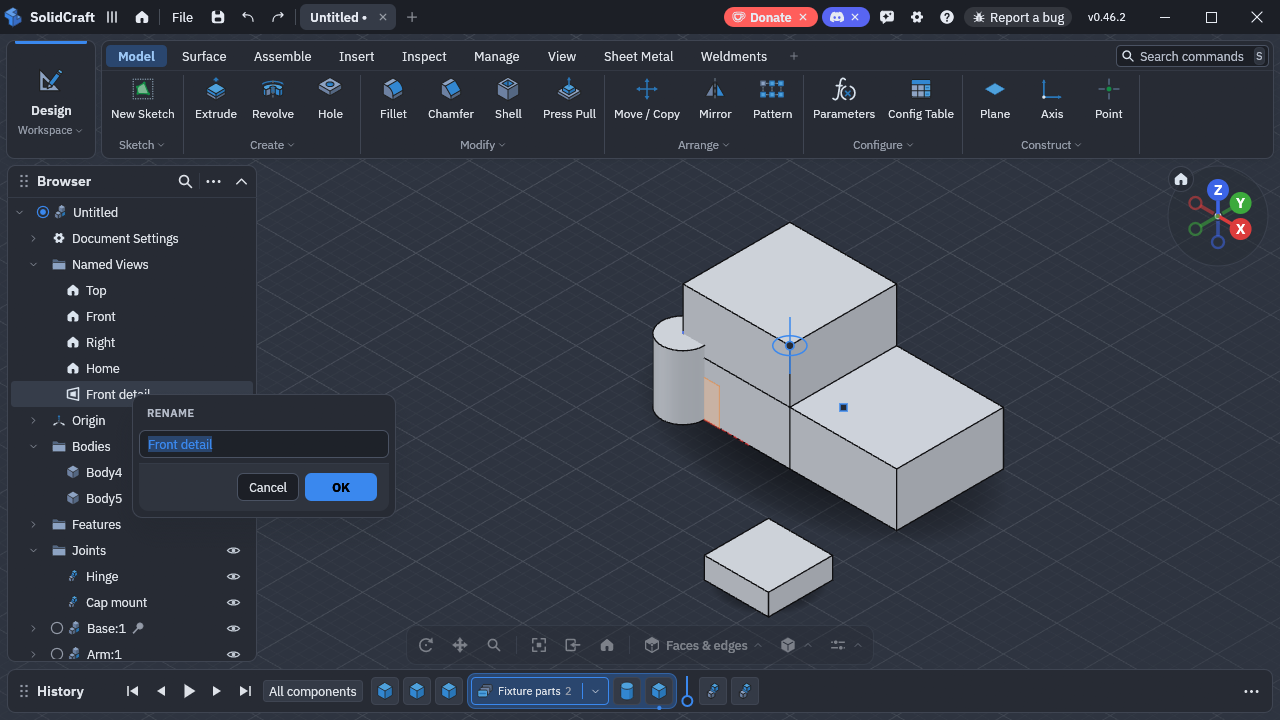 SolidCraft
File
Untitled •
Donate
Report a bug
v0.46.2
Design
Workspace
Model
Surface
Assemble
Insert
Inspect
Manage
View
Sheet Metal
Weldments
Search commands
S
New Sketch
Extrude
Revolve
Hole
Fillet
Chamfer
Shell
Press Pull
Move / Copy
Mirror
Pattern
Parameters
Config Table
Plane
Axis
Point
Sketch
Create
Modify
Arrange
Configure
Construct
Browser
Untitled
Document Settings
Named Views
Top
Front
Right
Home
Front detail
Origin
Bodies
Body4
Body5
Features
Joints
Hinge
Cap mount
Base:1
Arm:1
RENAME
Front detail
Cancel
OK
Z
Y
X
Faces & edges
History
All components
Fixture parts 2